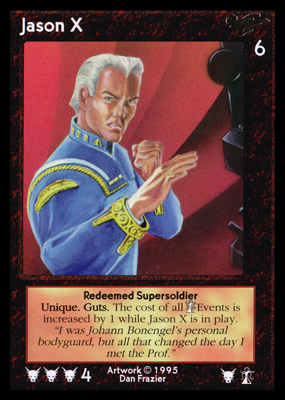 Jason X
6
Redeemed Supersoldier
Unique. Guts. The cost of all Events is
increased by 1 while Jason X is in play.
"I was Johann Bonengel's personal
bodyguard, but all that changed the day I
met the Prof."
4
Artwork © 1995
Dan Frazier